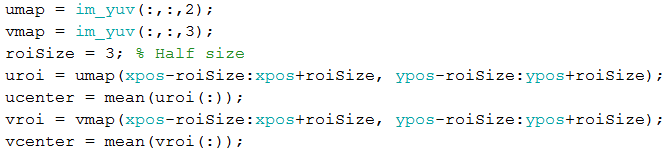 umap = im_yuv(:,:,2);
vmap = im_yuv(:,:,3);
roiSize = 3; % Half size
uroi = umap(xpos-roiSize:xpos+roiSize, ypos-roiSize:ypos+roiSize);
ucenter = mean(uroi(:));
vroi = vmap(xpos-roiSize:xpos+roiSize, ypos-roiSize:ypos+roiSize);
vcenter = mean(vroi(:));